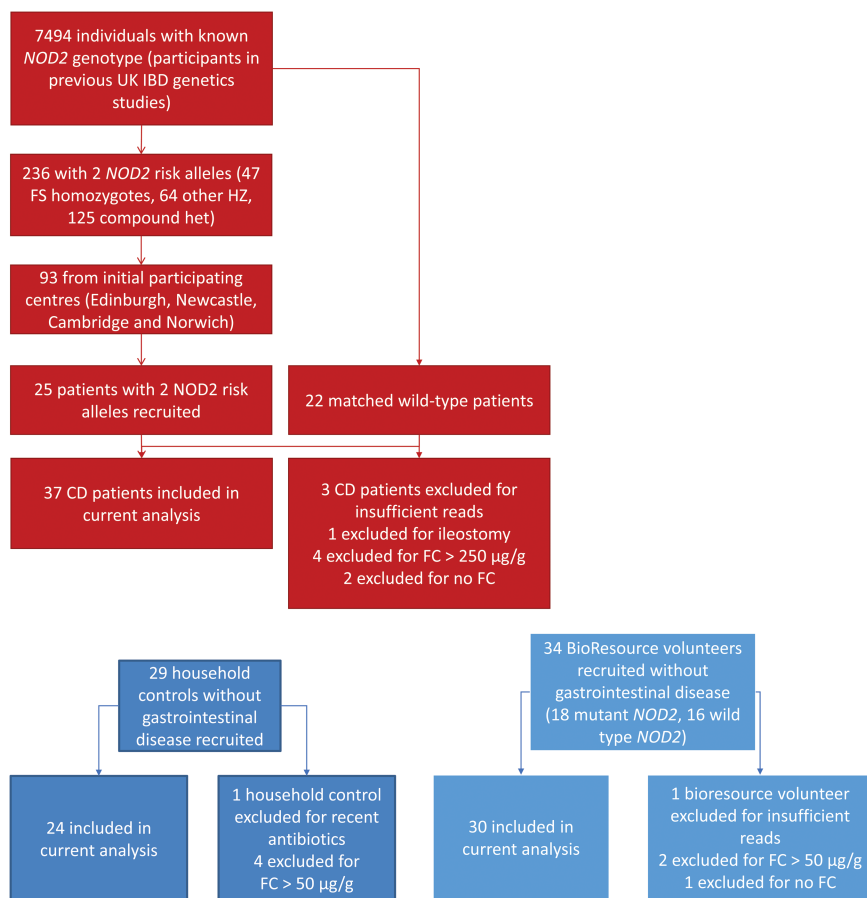 7494 individuals with known
NOD2 genotype (participants in
previous UK IBD genetics
studies)
236 with 2 NOD2 risk alleles (47
FS homozygotes, 64 other HZ,
125 compound het)
93 from initial participating
centres (Edinburgh, Newcastle,
Cambridge and Norwich)
25 patients with 2 NOD2 risk
alleles recruited
22 matched wild-type patients
37 CD patients included in
current analysis
3 CD patients excluded for
insufficient reads
1 excluded for ileostomy
4 excluded for FC > 250 µg/g
2 excluded for no FC
29 household
controls without
gastrointestinal
disease recruited
24 included in
current analysis
1 household control
excluded for recent
antibiotics
4 excluded for
FC > 50 µg/g
34 BioResource volunteers
recruited without
gastrointestinal disease
(18 mutant NOD2, 16 wild
type NOD2)
30 included in
current analysis
1 bioresource volunteer
excluded for insufficient
reads
2 excluded for FC > 50 µg/g
1 excluded for no FC